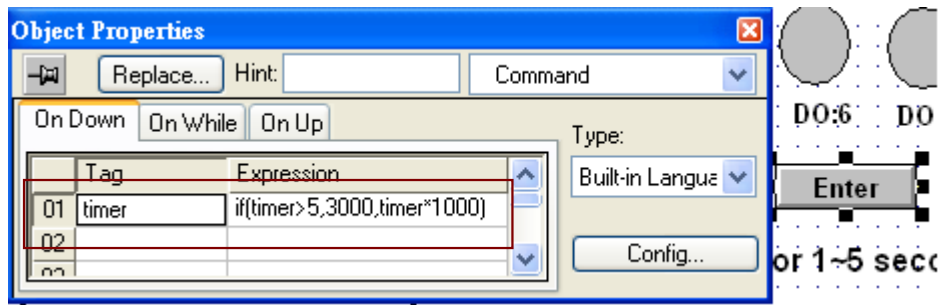 Object Properties
Replace... Hint: Command
On Down On While On Up
Type:
Tag Expression
Built-in Langua
01 timer if(timer>5,3000,timer*1000)
02
Config...
DO:6 DO
Enter
or 1~5 sec